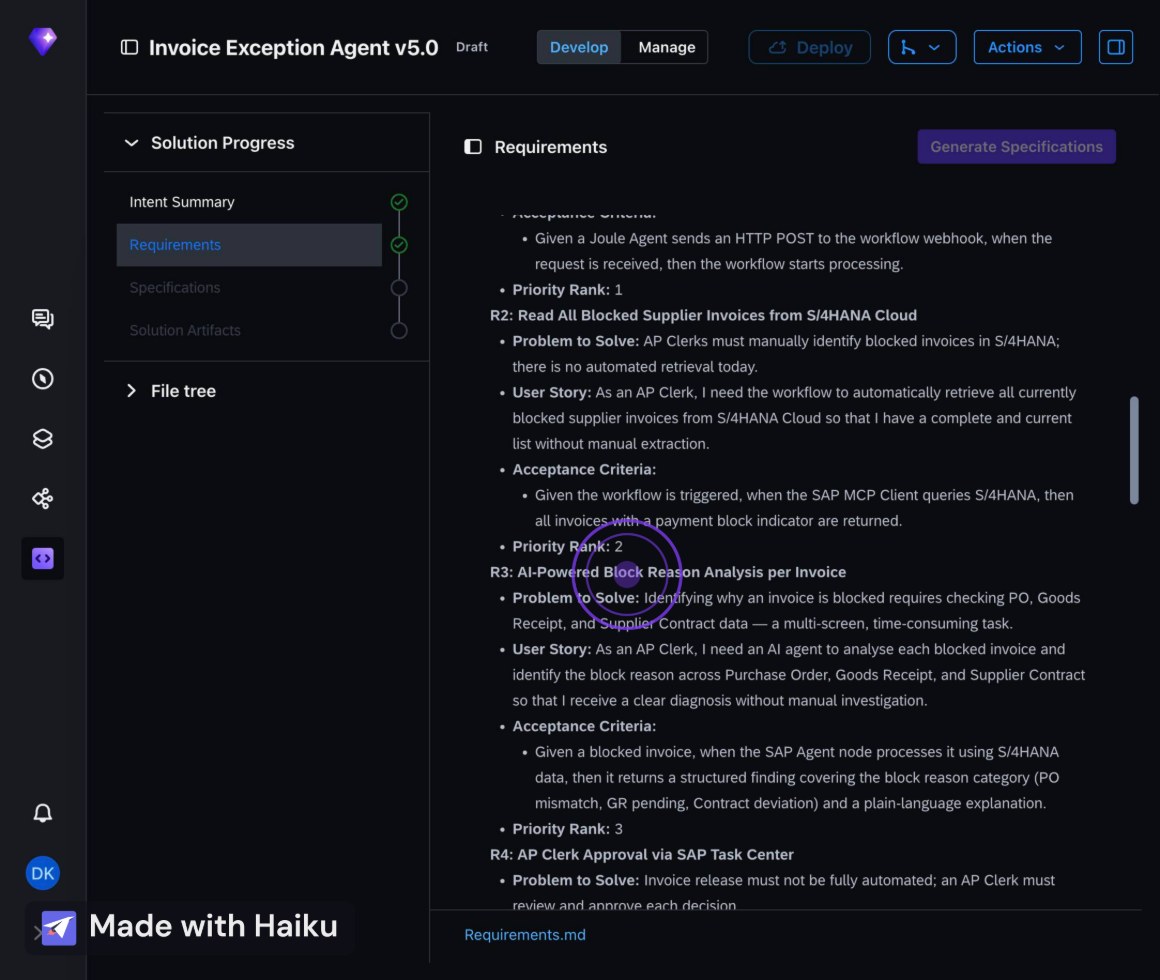 Invoice Exception Agent v5.0 Draft Develop Manage Deploy Actions
Solution Progress
Intent Summary
Requirements
Specifications
Solution Artifacts
File tree
DK
Made with Haiku
Requirements Generate Specifications
• Acceptance Criteria:
• Given a Joule Agent sends an HTTP POST to the workflow webhook, when the
request is received, then the workflow starts processing.
• Priority Rank: 1
R2: Read All Blocked Supplier Invoices from S/4HANA Cloud
• Problem to Solve: AP Clerks must manually identify blocked invoices in S/4HANA;
there is no automated retrieval today.
• User Story: As an AP Clerk, I need the workflow to automatically retrieve all currently
blocked supplier invoices from S/4HANA Cloud so that I have a complete and current
list without manual extraction.
• Acceptance Criteria:
• Given the workflow is triggered, when the SAP MCP Client queries S/4HANA, then
all invoices with a payment block indicator are returned.
• Priority Rank: 2
R3: AI-Powered Block Reason Analysis per Invoice
• Problem to Solve: Identifying why an invoice is blocked requires checking PO, Goods
Receipt, and Supplier Contract data — a multi-screen, time-consuming task.
• User Story: As an AP Clerk, I need an AI agent to analyse each blocked invoice and
identify the block reason across Purchase Order, Goods Receipt, and Supplier Contract
so that I receive a clear diagnosis without manual investigation.
• Acceptance Criteria:
• Given a blocked invoice, when the SAP Agent node processes it using S/4HANA
data, then it returns a structured finding covering the block reason category (PO
mismatch, GR pending, Contract deviation) and a plain-language explanation.
• Priority Rank: 3
R4: AP Clerk Approval via SAP Task Center
• Problem to Solve: Invoice release must not be fully automated; an AP Clerk must
review and approve each decision
Requirements.md